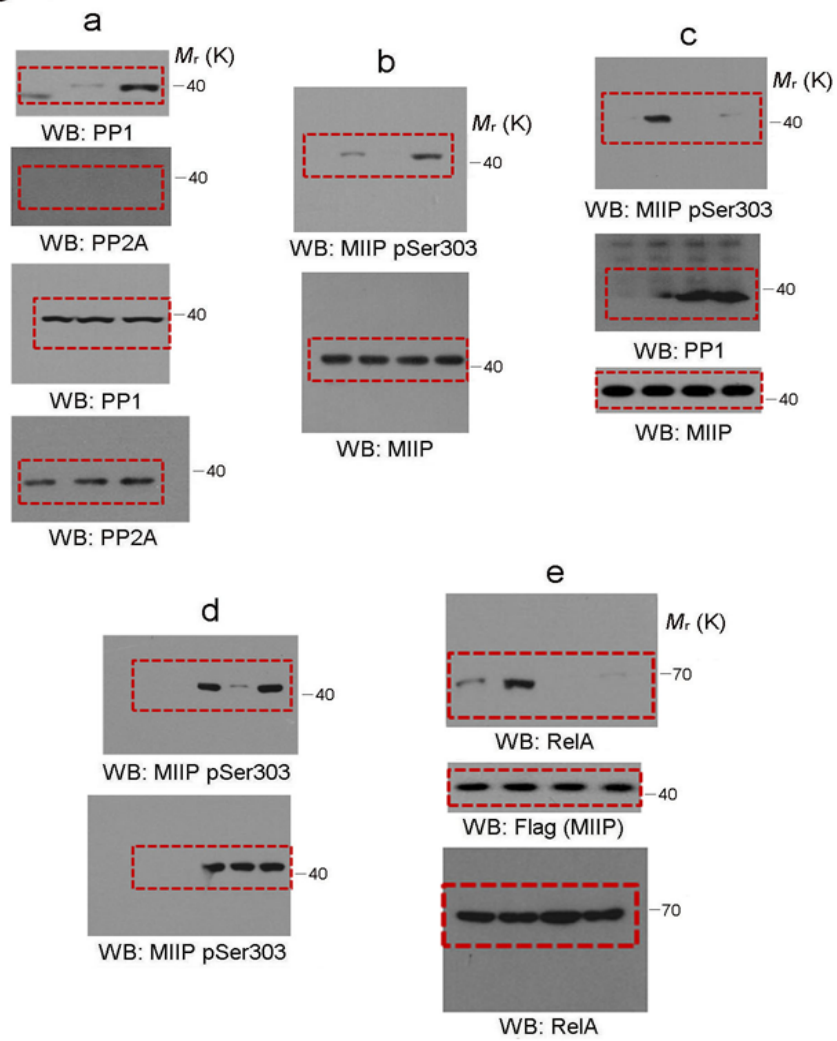 a
Mr (K)
–40
WB: PP1
–40
WB: PP2A
–40
WB: PP1
–40
WB: PP2A
b
Mr (K)
–40
WB: MIIP pSer303
–40
WB: MIIP
c
Mr (K)
–40
WB: MIIP pSer303
–40
WB: PP1
–40
WB: MIIP
d
–40
WB: MIIP pSer303
–40
WB: MIIP pSer303
e
Mr (K)
–70
WB: RelA
–40
WB: Flag (MIIP)
–70
WB: RelA